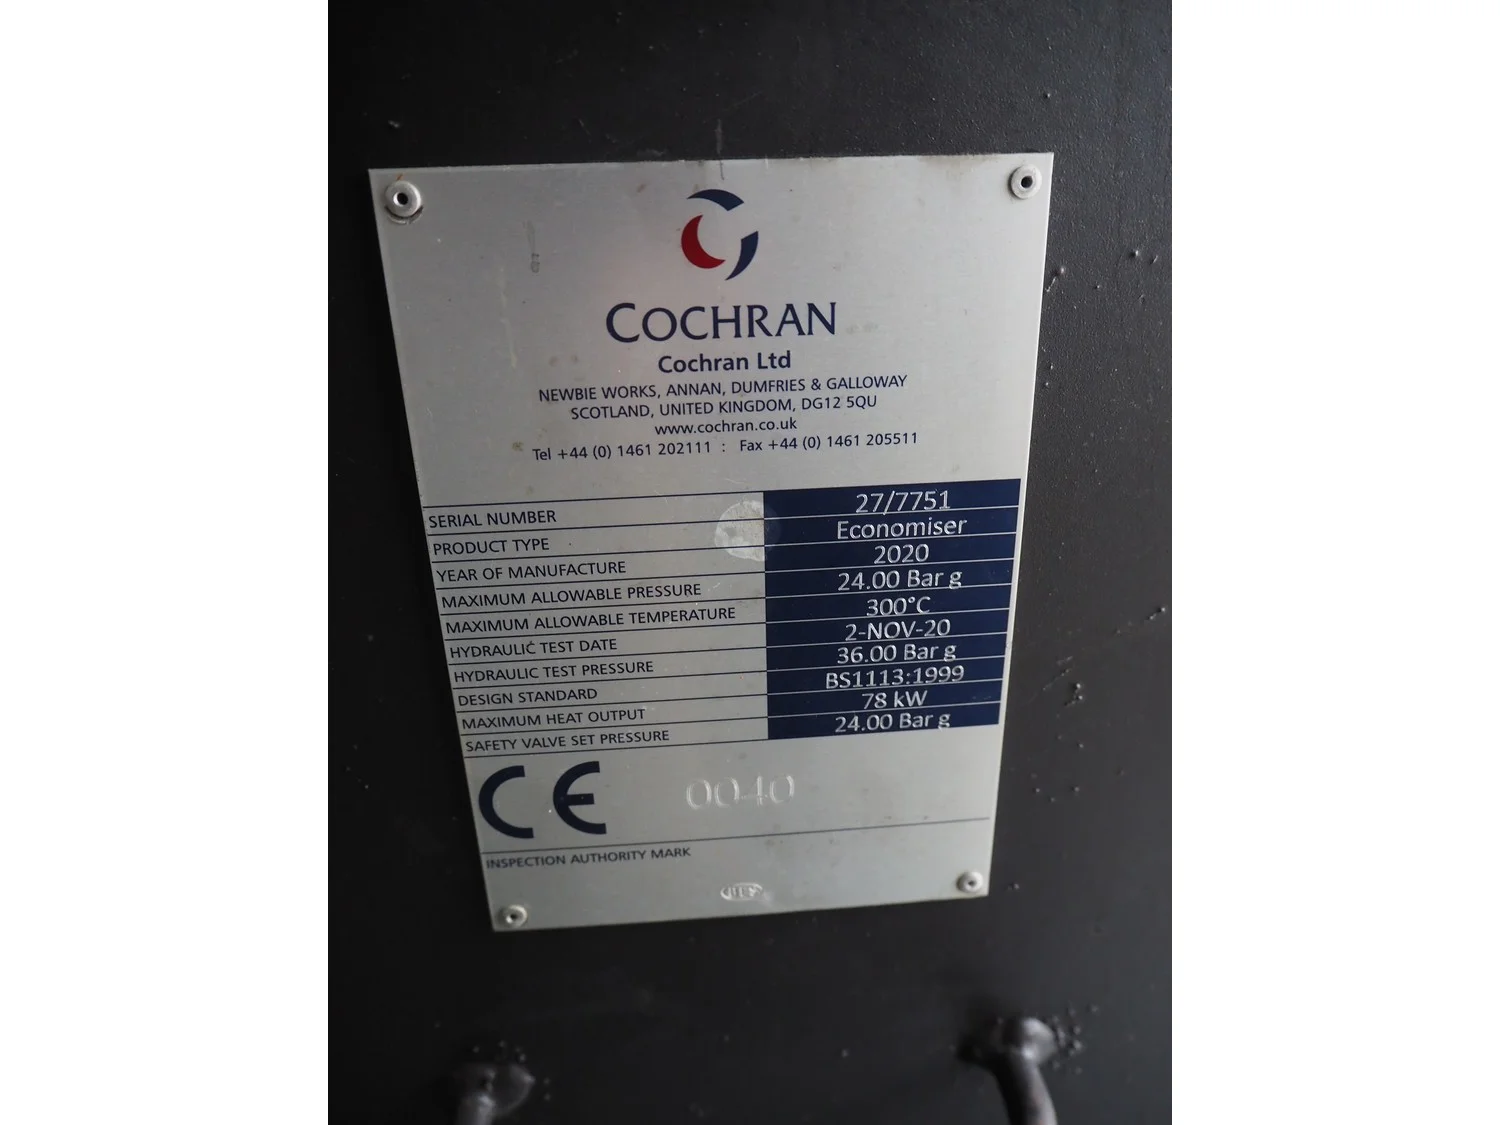 COCHRAN
Cochran Ltd
NEWBIE WORKS, ANNAN, DUMFRIES & GALLOWAY
SCOTLAND, UNITED KINGDOM, DG12 5QU
www.cochran.co.uk
Tel +44 (0) 1461 202111 : Fax +44 (0) 1461 205511
SERIAL NUMBER 27/7751
PRODUCT TYPE Economiser
YEAR OF MANUFACTURE 2020
MAXIMUM ALLOWABLE PRESSURE 24.00 Bar g
MAXIMUM ALLOWABLE TEMPERATURE 300°C
HYDRAULIC TEST DATE 2-NOV-20
HYDRAULIC TEST PRESSURE 36.00 Bar g
DESIGN STANDARD BS1113:1999
MAXIMUM HEAT OUTPUT 78 kW
SAFETY VALVE SET PRESSURE 24.00 Bar g
CE 0040
INSPECTION AUTHORITY MARK